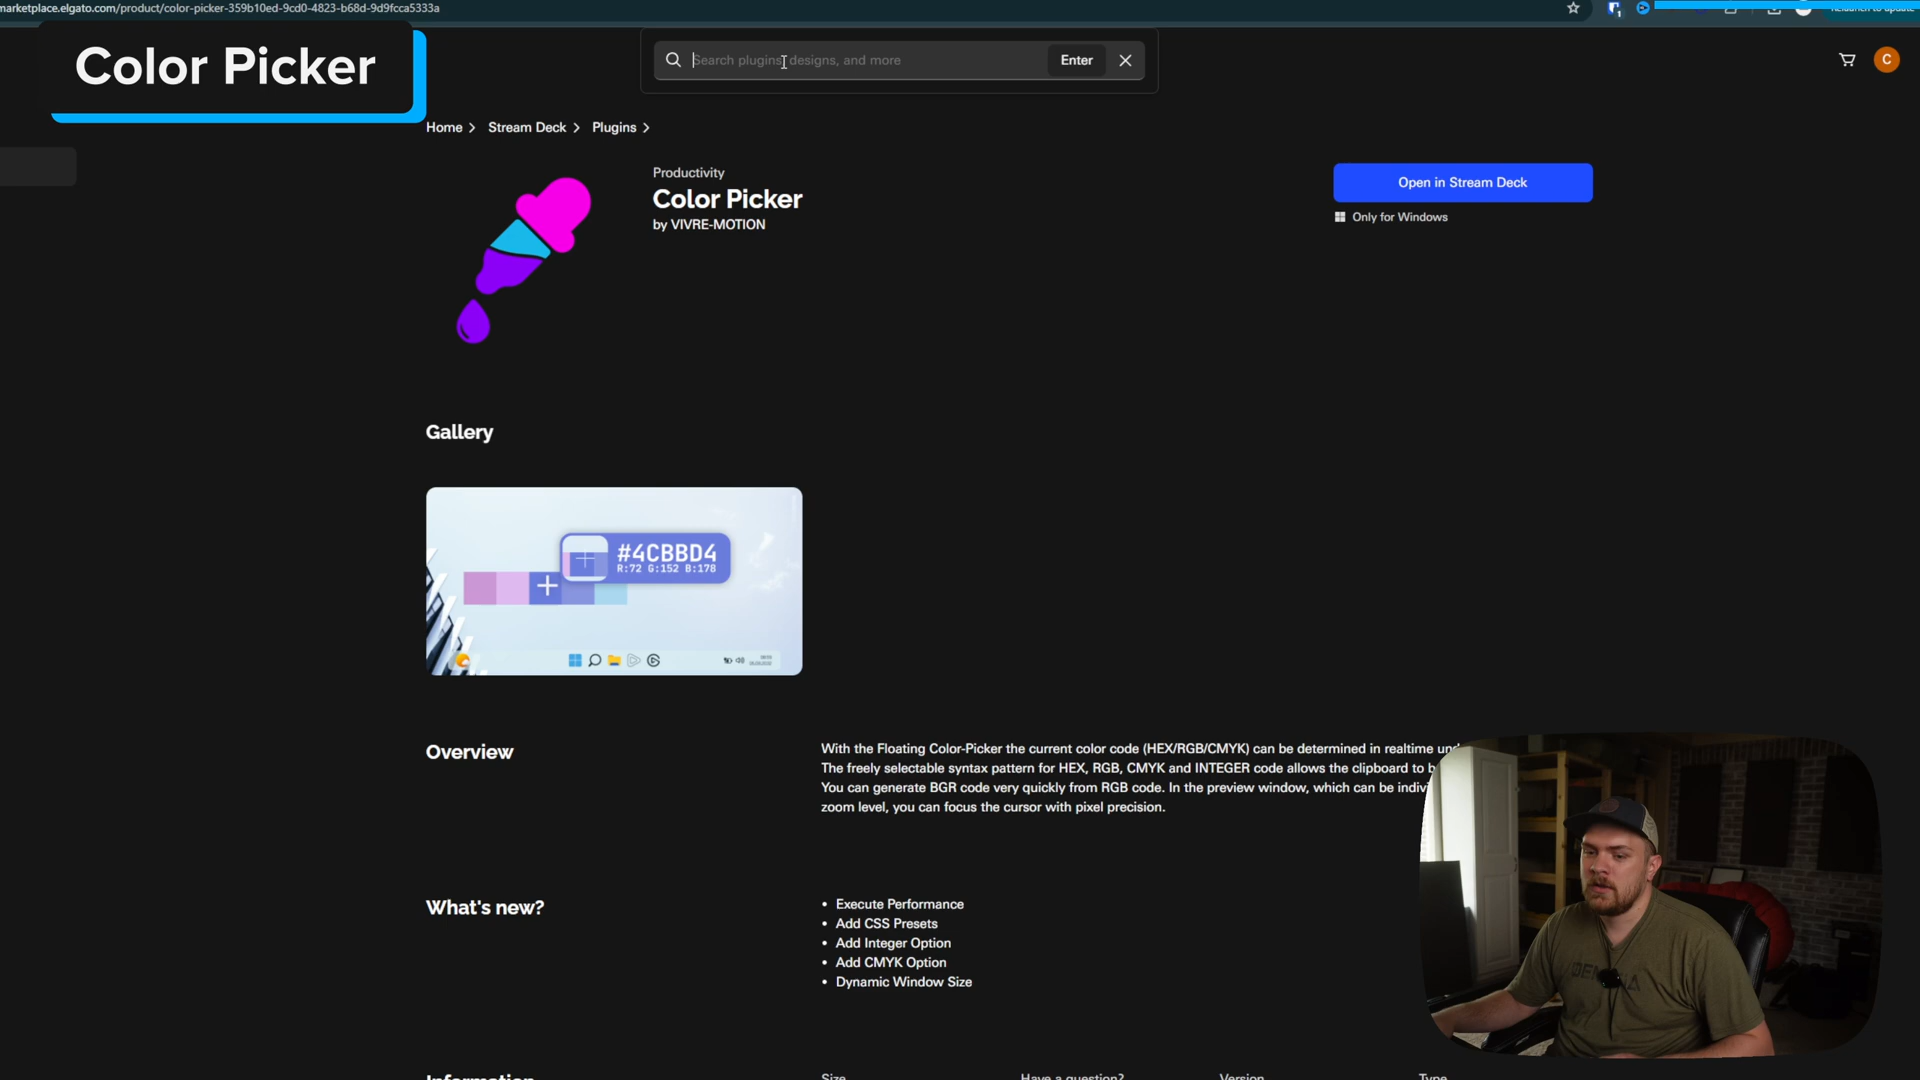 marketplace.elgato.com/product/color-picker-359b10ed-9cd0-4823-b68d-9d9fcca5333a
Color Picker
Search plugins, designs, and more
Enter
C
Home
Stream Deck
Plugins
Productivity
Color Picker
by VIVRE-MOTION
Open in Stream Deck
Only for Windows
Gallery
#4CBBD4
R:72 G:152 B:178
Overview
With the Floating Color-Picker the current color code (HEX/RGB/CMYK) can be determined in realtime
The freely selectable syntax pattern for HEX, RGB, CMYK and INTEGER code allows the clipboard to
You can generate BGR code very quickly from RGB code. In the preview window, which can be
zoom level, you can focus the cursor with pixel precision.
What's new?
• Execute Performance
• Add CSS Presets
• Add Integer Option
• Add CMYK Option
• Dynamic Window Size
Information
Size
Have a question?
Version
Type